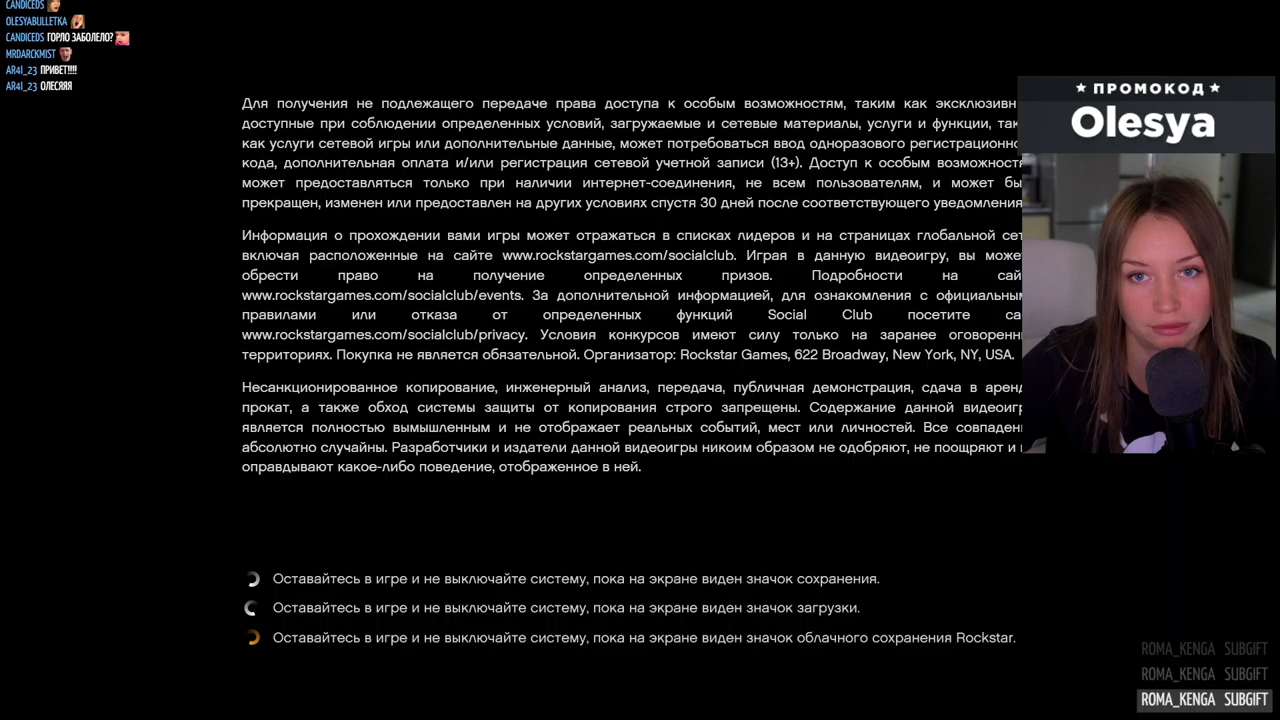 CANDICEDS
OLESYABULLETKA
CANDICEDS ГОРЛО ЗАБОЛЕЛО?
MRDARCKMIST
AR4I_23 ПРИВЕТ!!!!
AR4I_23 ОЛЕСЯЯЯ
Для получения не подлежащего передаче права доступа к особым возможностям, таким как эксклюзивн
доступные при соблюдении определенных условий, загружаемые и сетевые материалы, услуги и функции, так
как услуги сетевой игры или дополнительные данные, может потребоваться ввод одноразового регистрационно
кода, дополнительная оплата и/или регистрация сетевой учетной записи (13+). Доступ к особым возможностя
может предоставляться только при наличии интернет-соединения, не всем пользователям, и может бы
прекращен, изменен или предоставлен на других условиях спустя 30 дней после соответствующего уведомления
Информация о прохождении вами игры может отражаться в списках лидеров и на страницах глобальной сет
включая расположенные на сайте www.rockstargames.com/socialclub. Играя в данную видеоигру, вы може
обрести право на получение определенных призов. Подробности на сай
www.rockstargames.com/socialclub/events. За дополнительной информацией, для ознакомления с официальным
правилами или отказа от определенных функций Social Club посетите са
www.rockstargames.com/socialclub/privacy. Условия конкурсов имеют силу только на заранее оговоренн
территориях. Покупка не является обязательной. Организатор: Rockstar Games, 622 Broadway, New York, NY, USA.
Несанкционированное копирование, инженерный анализ, передача, публичная демонстрация, сдача в аренд
прокат, а также обход системы защиты от копирования строго запрещены. Содержание данной видеоигр
является полностью вымышленным и не отображает реальных событий, мест или личностей. Все совпаден
абсолютно случайны. Разработчики и издатели данной видеоигры никоим образом не одобряют, не поощряют и
оправдывают какое-либо поведение, отображенное в ней.
Оставайтесь в игре и не выключайте систему, пока на экране виден значок сохранения.
Оставайтесь в игре и не выключайте систему, пока на экране виден значок загрузки.
Оставайтесь в игре и не выключайте систему, пока на экране виден значок облачного сохранения Rockstar.
ПРОМОКОД
Olesya
ROMA_KENGA SUBGIFT
ROMA_KENGA SUBGIFT
ROMA_KENGA SUBGIFT